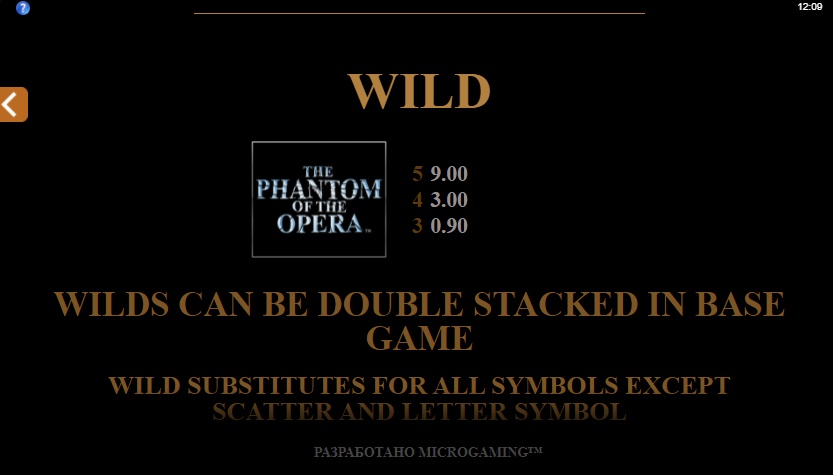 ?
12:09
WILD
THE
PHANTOM
OF THE
OPERA™
5 9.00
4 3.00
3 0.90
WILDS CAN BE DOUBLE STACKED IN BASE
GAME
WILD SUBSTITUTES FOR ALL SYMBOLS EXCEPT
SCATTER AND LETTER SYMBOL
РАЗРАБОТАНО MICROGAMING™